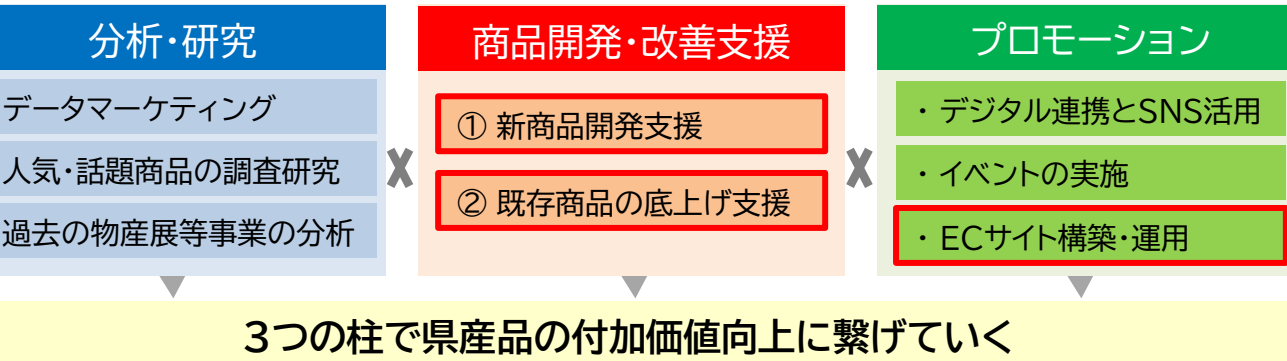 分析・研究
データマーケティング
人気・話題商品の調査研究
過去の物産展等事業の分析
商品開発・改善支援
① 新商品開発支援
② 既存商品の底上げ支援
プロモーション
・デジタル連携とSNS活用
・イベントの実施
・ECサイト構築・運用
3つの柱で県産品の付加価値向上に繋げていく